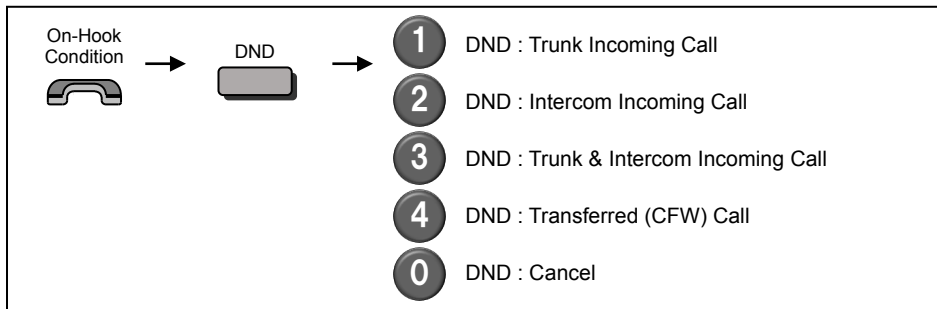 On-Hook
Condition
DND
1 DND : Trunk Incoming Call
2 DND : Intercom Incoming Call
3 DND : Trunk & Intercom Incoming Call
4 DND : Transferred (CFW) Call
0 DND : Cancel